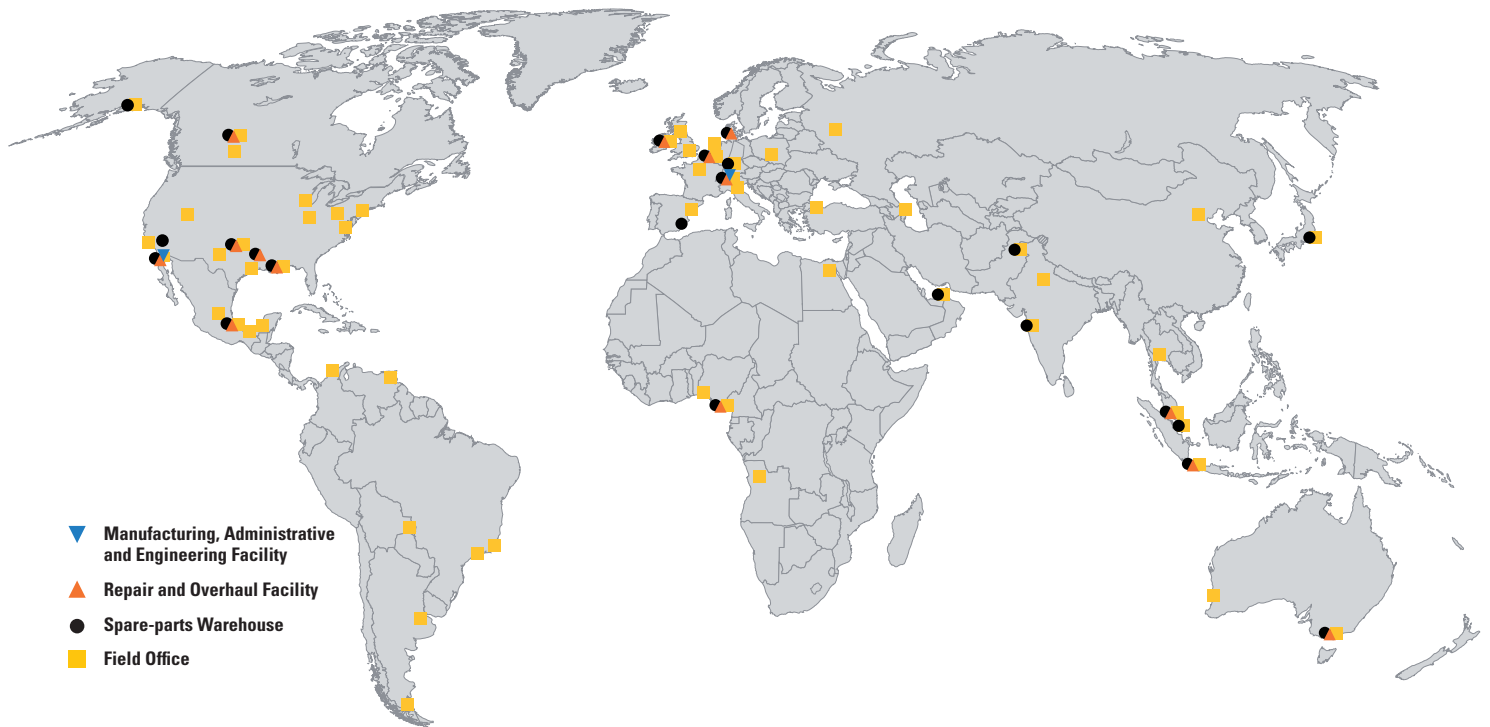 Manufacturing, Administrative
and Engineering Facility
Repair and Overhaul Facility
Spare-parts Warehouse
Field Office